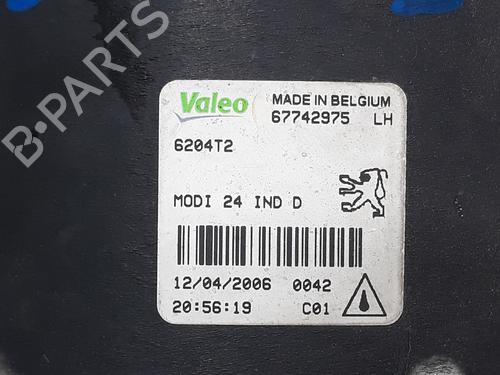 Valeo
MADE IN BELGIUM
67742975 LH
6204T2
MODI 24 IND D
12/04/2006 0042
20:56:19 C01
B-PARTS